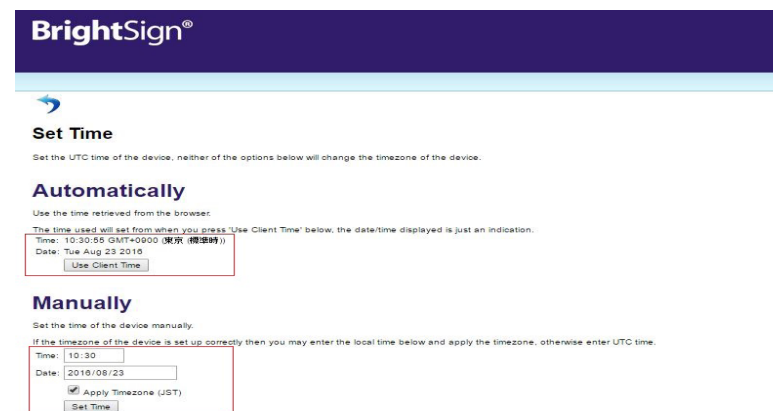 BrightSign®
Set Time
Set the UTC time of the device, neither of the options below will change the timezone of the device.
Automatically
Use the time retrieved from the browser.
The time used will set from when you press 'Use Client Time' below, the date/time displayed is just an indication.
Time: 10:30:55 GMT+0900 (東京 (標準時))
Date: Tue Aug 23 2016
Use Client Time
Manually
Set the time of the device manually.
If the timezone of the device is set up correctly then you may enter the local time below and apply the timezone, otherwise enter UTC time.
Time: 10:30
Date: 2016/08/23
Apply Timezone (JST)
Set Time